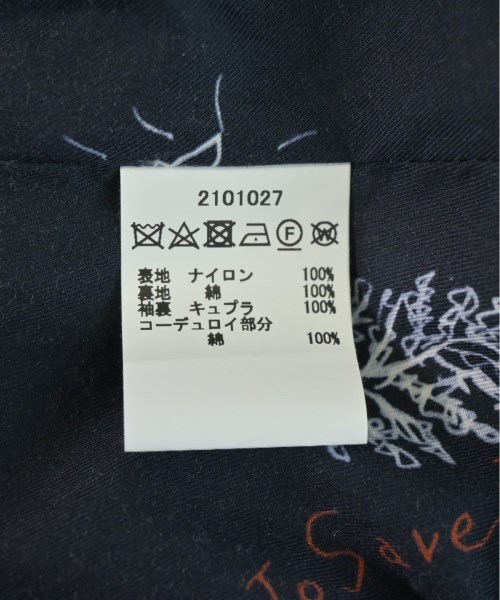 2101027
表地 ナイロン 100%
裏地 綿 100%
袖裏 キュプラ 100%
コーデュロイ部分
綿 100%
To Save